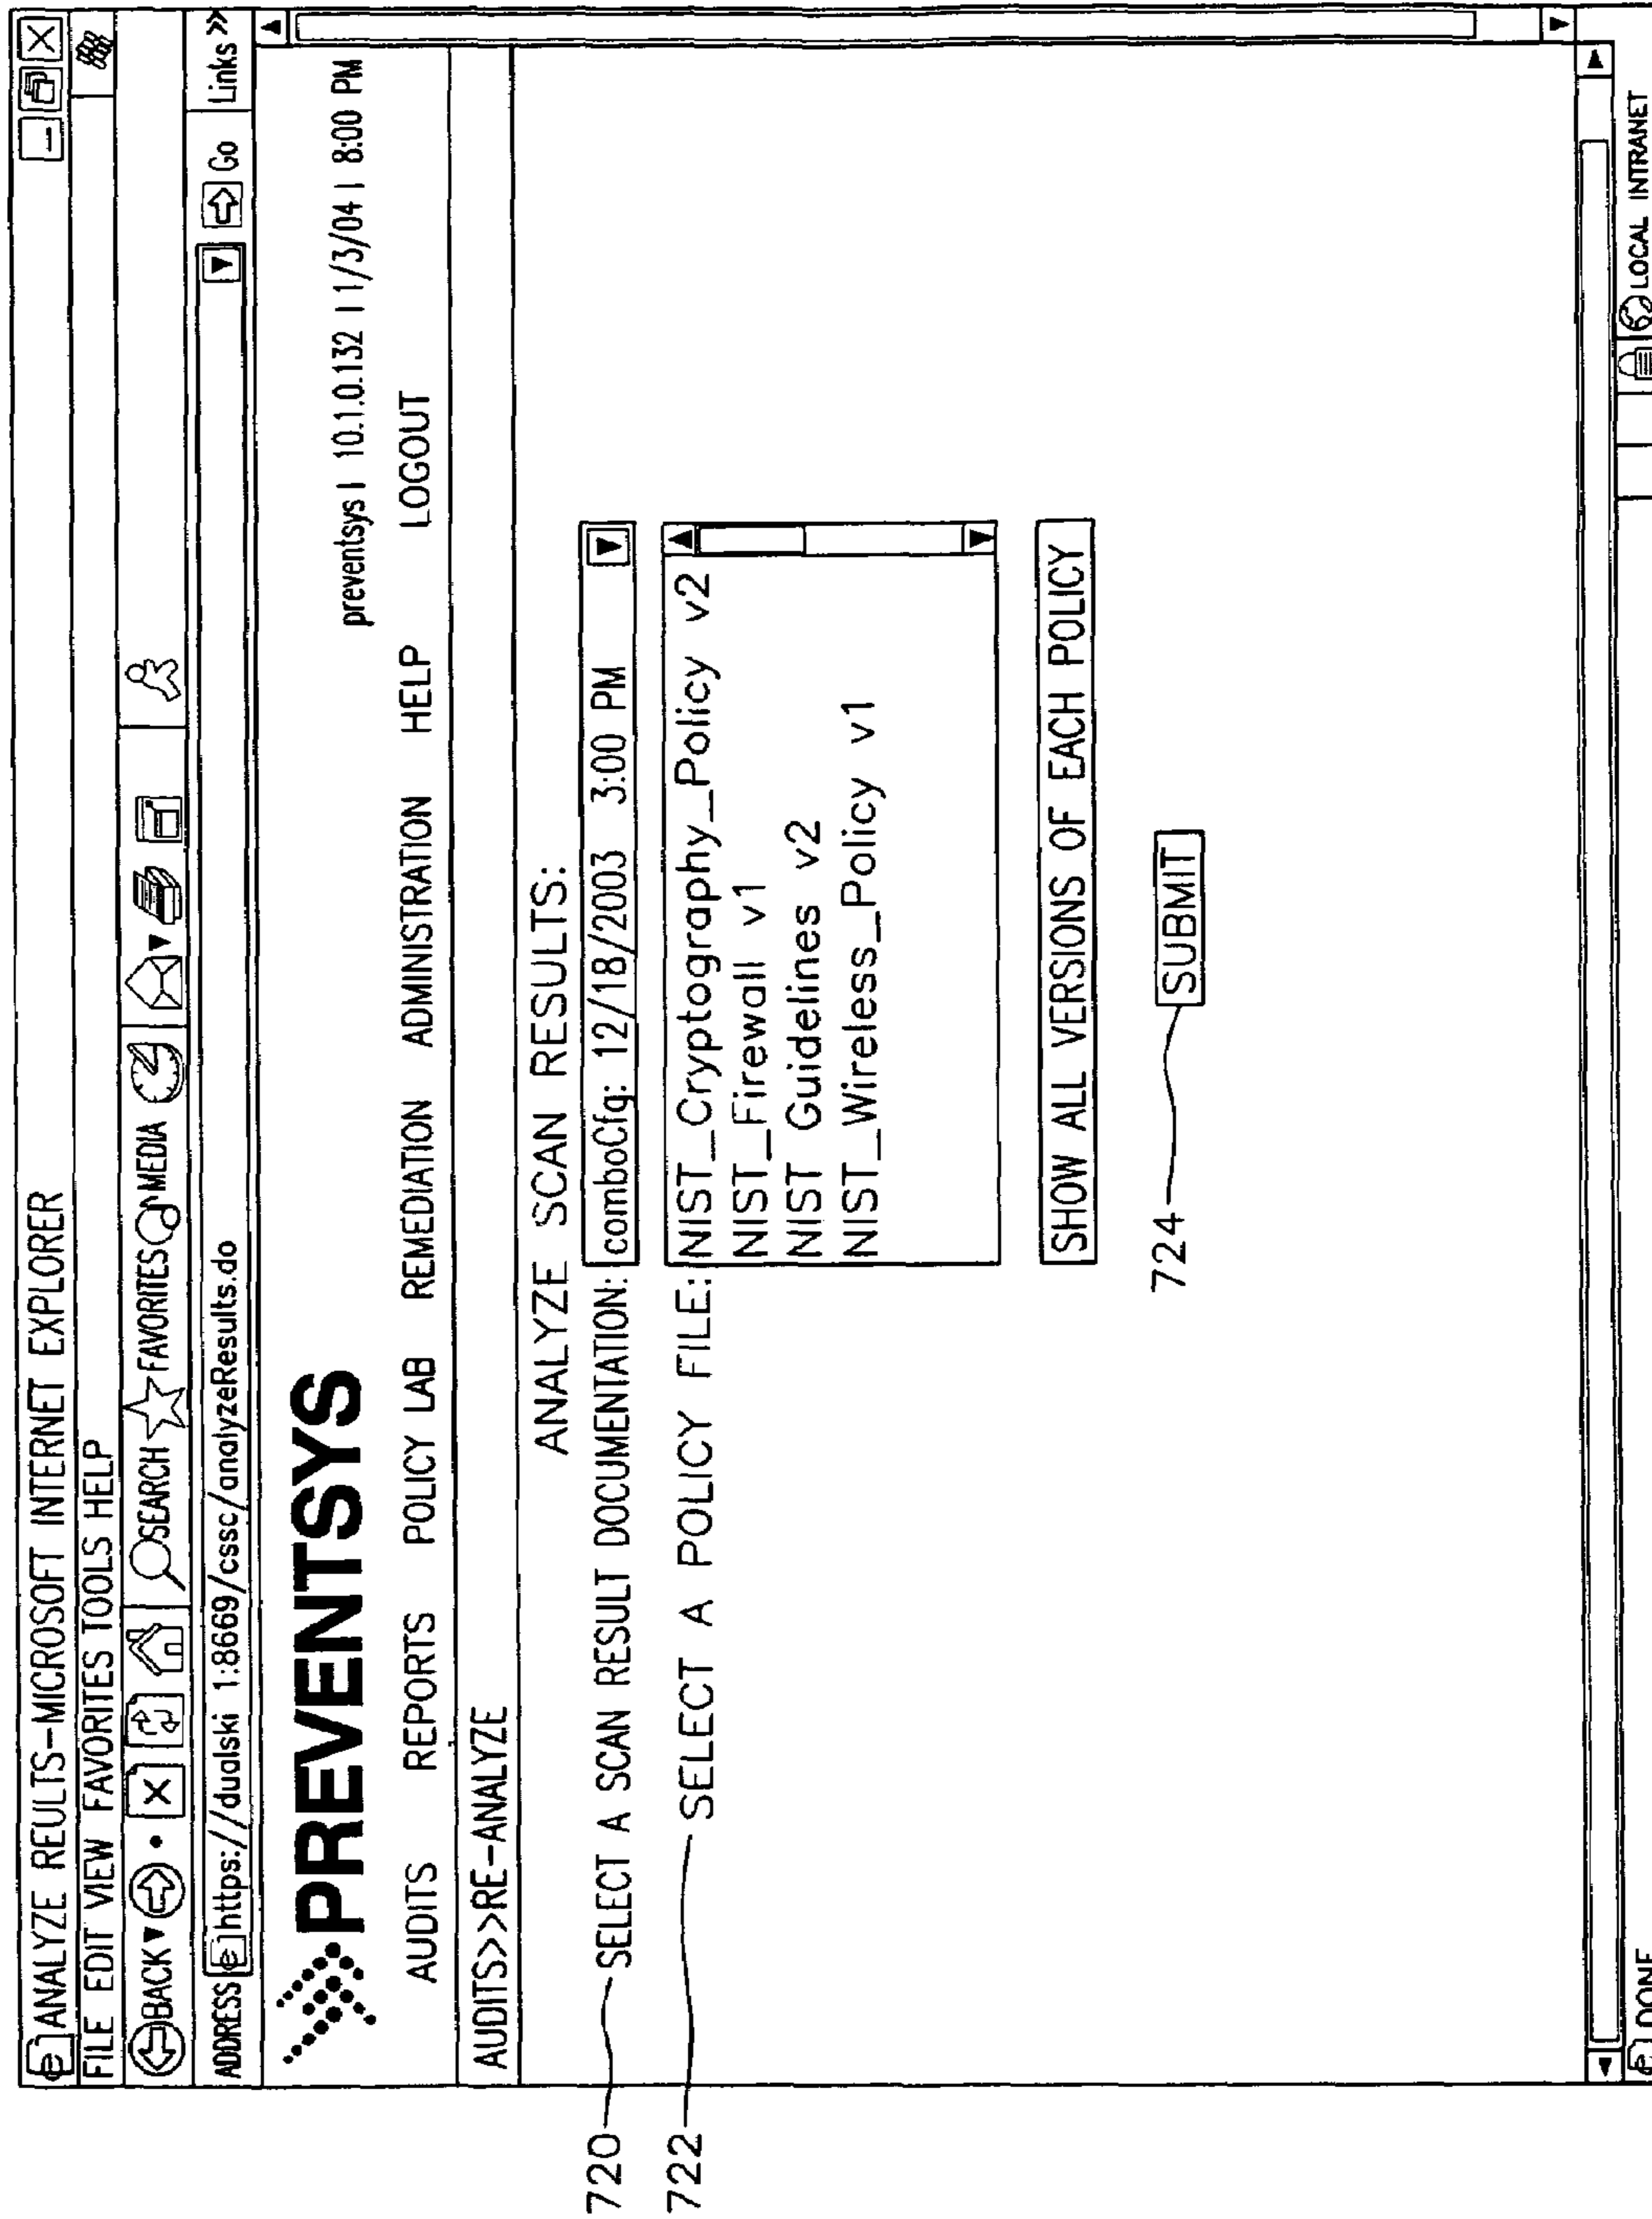 ANALYZE REULTS-MICROSOFT INTERNET EXPLORER
FILE EDIT VIEW FAVORITES TOOLS HELP
BACK SEARCH FAVORITES MEDIA
ADDRESS https://dualski 1:8669/cssc/analyzeResults.do Go Links >>
PREVENTSYS
preventsys | 10.1.0.132 | 1/3/04 | 8:00 PM
AUDITS REPORTS POLICY LAB REMEDIATION ADMINISTRATION HELP LOGOUT
AUDITS>>RE-ANALYZE
ANALYZE SCAN RESULTS:
720 SELECT A SCAN RESULT DOCUMENTATION: comboCfg: 12/18/2003 3:00 PM
722 SELECT A POLICY FILE: NIST_Cryptography_Policy v2
NIST_Firewall v1
NIST Guidelines v2
NIST_Wireless_Policy v1
SHOW ALL VERSIONS OF EACH POLICY
724 SUBMIT
DONE LOCAL INTRANET